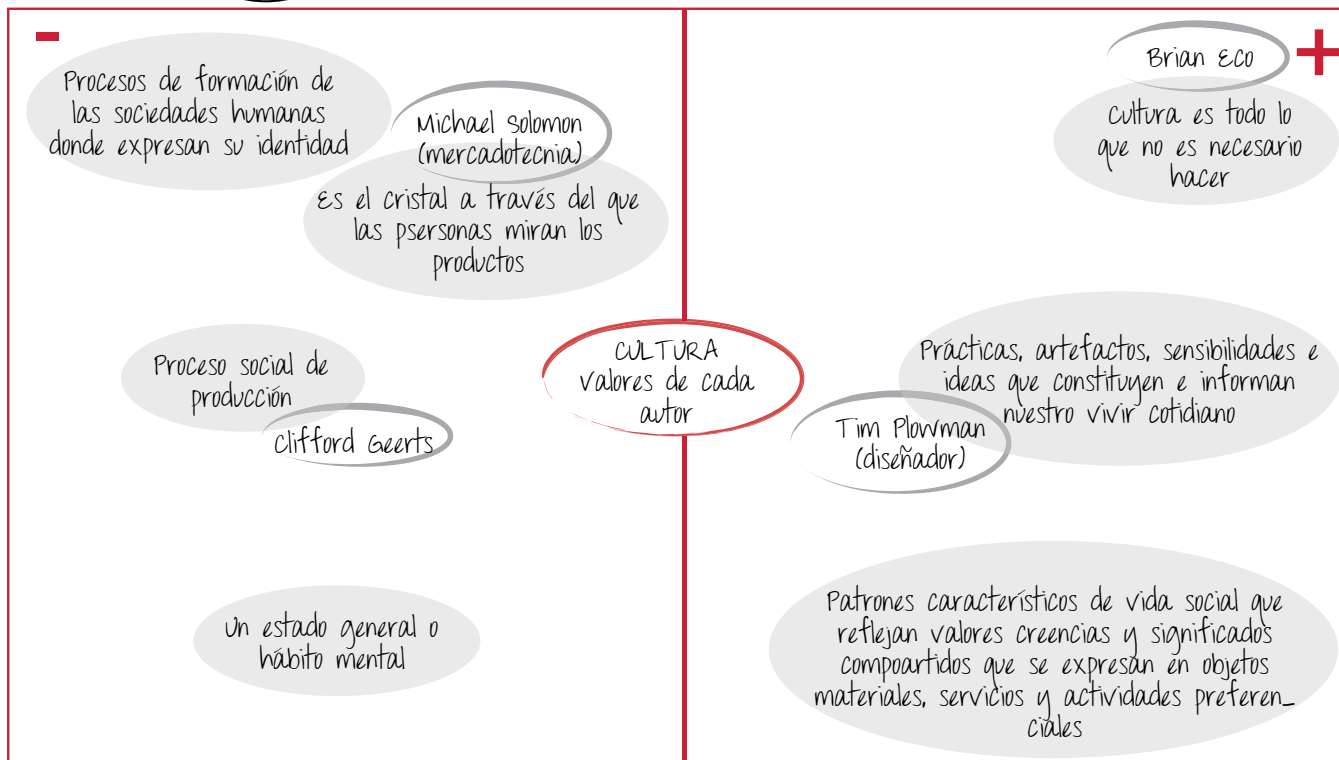 -
+
Procesos de formación de
las sociedades humanas
donde expresan su identidad
Michael Solomon
(mercadotecnia)
Es el cristal a través del que
las psersonas miran los
productos
Brian Eco
Cultura es todo lo
que no es necesario
hacer
Proceso social de
producción
Clifford Geerts
CULTURA
Valores de cada
autor
Prácticas, artefactos, sensibilidades e
ideas que constituyen e informan
nuestro vivir cotidiano
Tim Plowman
(diseñador)
Un estado general o
hábito mental
Patrones característicos de vida social que
reflejan valores creencias y significados
compoartidos que se expresan en objetos
materiales, servicios y actividades preferen_
ciales